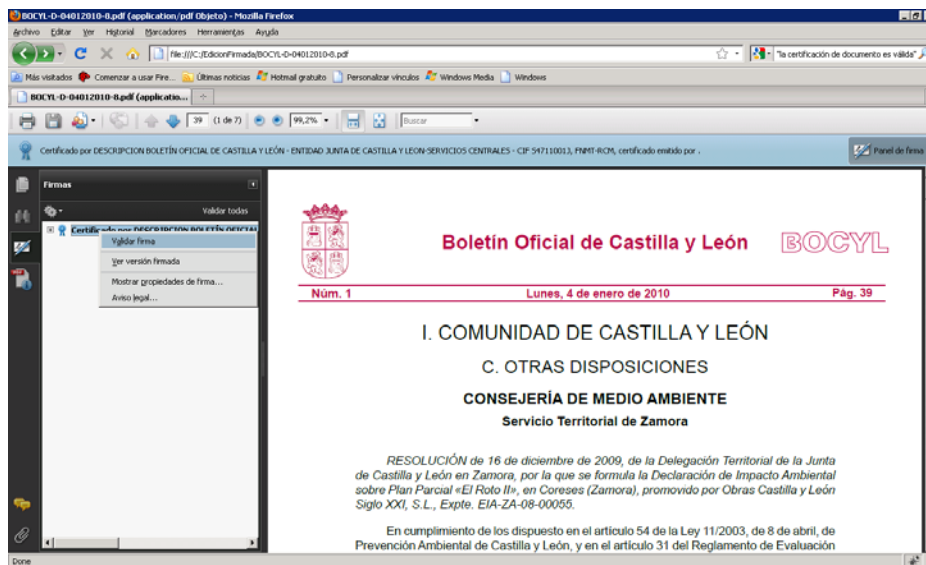 BOCYL-D-04012010-8.pdf (application/pdf Objeto) - Mozilla Firefox
Archivo Editar Ver Historial Marcadores Herramientas Ayuda
file:///C:/EdicionFirmada/BOCYL-D-04012010-8.pdf
"la certificación de documento es válida"
Más visitados Comenzar a usar Fire... Últimas noticias Hotmail gratuito Personalizar vínculos Windows Media Windows
BOCYL-D-04012010-8.pdf (applicatio...
39 (1 de 7) 99,2% Buscar
Certificado por DESCRIPCION BOLETÍN OFICIAL DE CASTILLA Y LEÓN - ENTIDAD JUNTA DE CASTILLA Y LEON-SERVICIOS CENTRALES - CIF S4711001J, FNMT-RCM, certificado emitido por .
Panel de firma
Firmas
Validar todas
Certificado por DESCRIPCION BOLETÍN OFICIAL
Validar firma
Ver versión firmada
Mostrar propiedades de firma...
Aviso legal...
Boletín Oficial de Castilla y León
BOCYL
Núm. 1 Lunes, 4 de enero de 2010 Pág. 39
I. COMUNIDAD DE CASTILLA Y LEÓN
C. OTRAS DISPOSICIONES
CONSEJERÍA DE MEDIO AMBIENTE
Servicio Territorial de Zamora
RESOLUCIÓN de 16 de diciembre de 2009, de la Delegación Territorial de la Junta
de Castilla y León en Zamora, por la que se formula la Declaración de Impacto Ambiental
sobre Plan Parcial «El Roto II», en Coreses (Zamora), promovido por Obras Castilla y León
Siglo XXI, S.L., Expte. EIA-ZA-08-00055.
En cumplimiento de los dispuesto en el artículo 54 de la Ley 11/2003, de 8 de abril, de
Prevención Ambiental de Castilla y León, y en el artículo 31 del Reglamento de Evaluación
Done